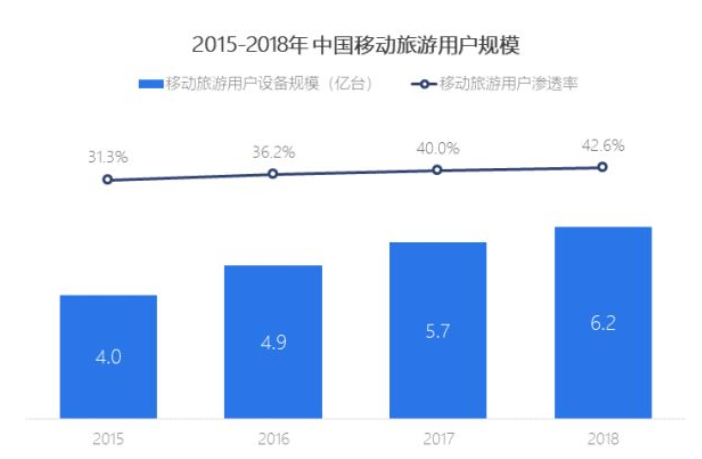 2015-2018年 中国移动旅游用户规模
移动旅游用户设备规模（亿台） 移动旅游用户渗透率
31.3% 36.2% 40.0% 42.6%
4.0 4.9 5.7 6.2
2015 2016 2017 2018